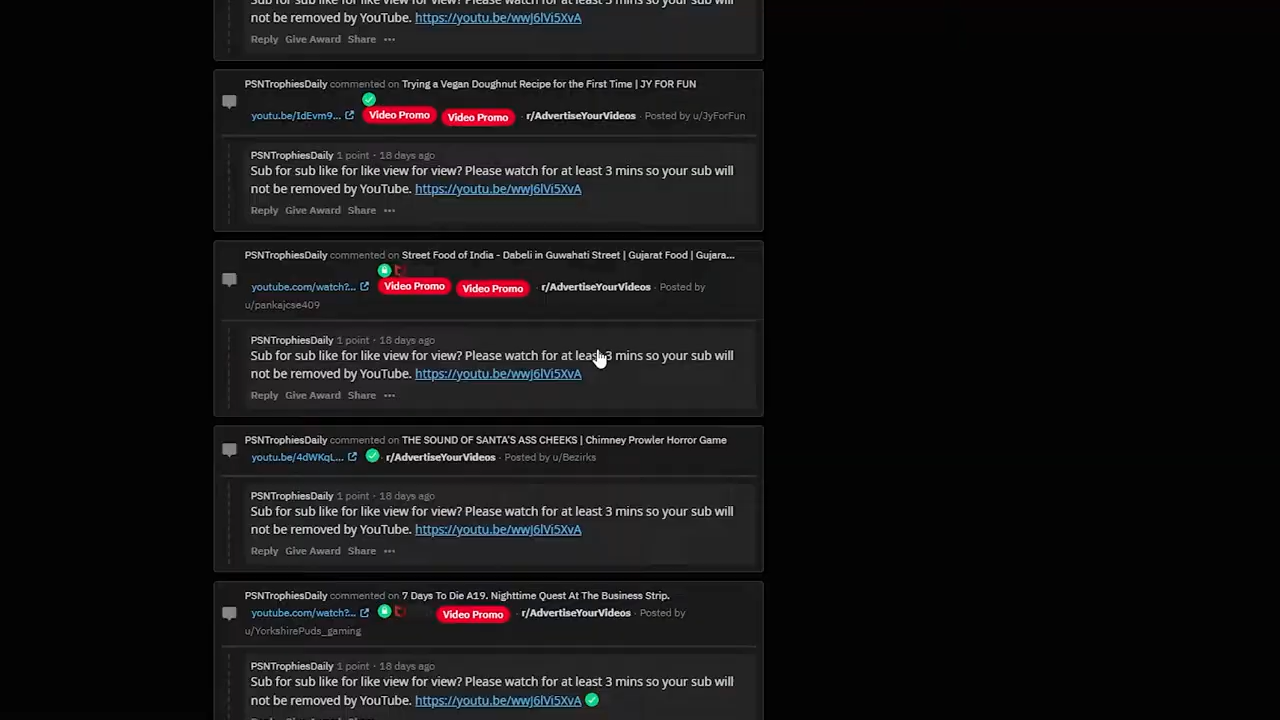 Sub for sub like for like view for view? Please watch for at least 3 mins so your sub will
not be removed by YouTube. https://youtu.be/wwJ6lVi5XvA
Reply Give Award Share ...
PSNTrophiesDaily commented on Trying a Vegan Doughnut Recipe for the First Time | JY FOR FUN
youtu.be/IdEvm9... Video Promo Video Promo · r/AdvertiseYourVideos · Posted by u/JyForFun
PSNTrophiesDaily 1 point · 18 days ago
Sub for sub like for like view for view? Please watch for at least 3 mins so your sub will
not be removed by YouTube. https://youtu.be/wwJ6lVi5XvA
Reply Give Award Share ...
PSNTrophiesDaily commented on Street Food of India - Dabeli in Guwahati Street | Gujarat Food | Gujara...
youtube.com/watch?... Video Promo Video Promo · r/AdvertiseYourVideos · Posted by
u/pankajcse409
PSNTrophiesDaily 1 point · 18 days ago
Sub for sub like for like view for view? Please watch for at least 3 mins so your sub will
not be removed by YouTube. https://youtu.be/wwJ6lVi5XvA
Reply Give Award Share ...
PSNTrophiesDaily commented on THE SOUND OF SANTA'S ASS CHEEKS | Chimney Prowler Horror Game
youtu.be/4dWKqL... · r/AdvertiseYourVideos · Posted by u/Bezirks
PSNTrophiesDaily 1 point · 18 days ago
Sub for sub like for like view for view? Please watch for at least 3 mins so your sub will
not be removed by YouTube. https://youtu.be/wwJ6lVi5XvA
Reply Give Award Share ...
PSNTrophiesDaily commented on 7 Days To Die A19. Nighttime Quest At The Business Strip.
youtube.com/watch?... Video Promo · r/AdvertiseYourVideos · Posted by
u/YorkshirePuds_gaming
PSNTrophiesDaily 1 point · 18 days ago
Sub for sub like for like view for view? Please watch for at least 3 mins so your sub will
not be removed by YouTube. https://youtu.be/wwJ6lVi5XvA